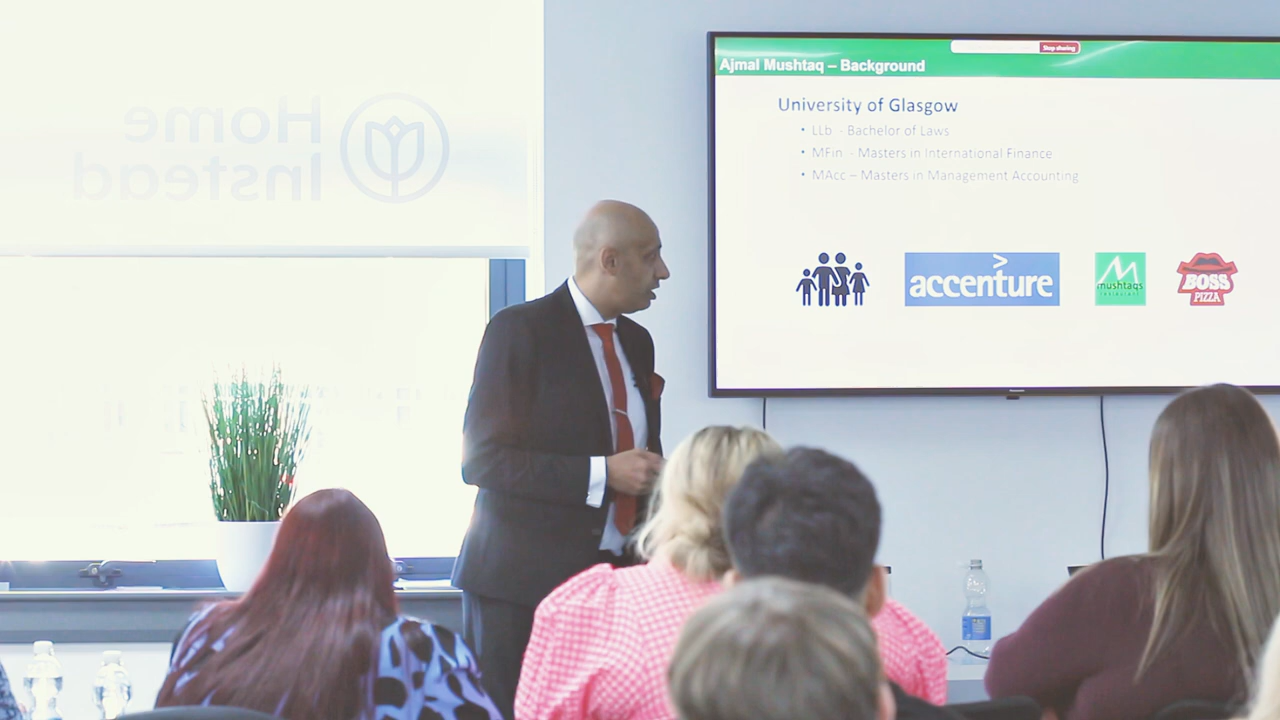 Home
Instead
Stop sharing
Ajmal Mushtaq – Background
University of Glasgow
• LLb - Bachelor of Laws
• MFin - Masters in International Finance
• MAcc – Masters in Management Accounting
accenture
mushtaqs
restaurant
BOSS
PIZZA